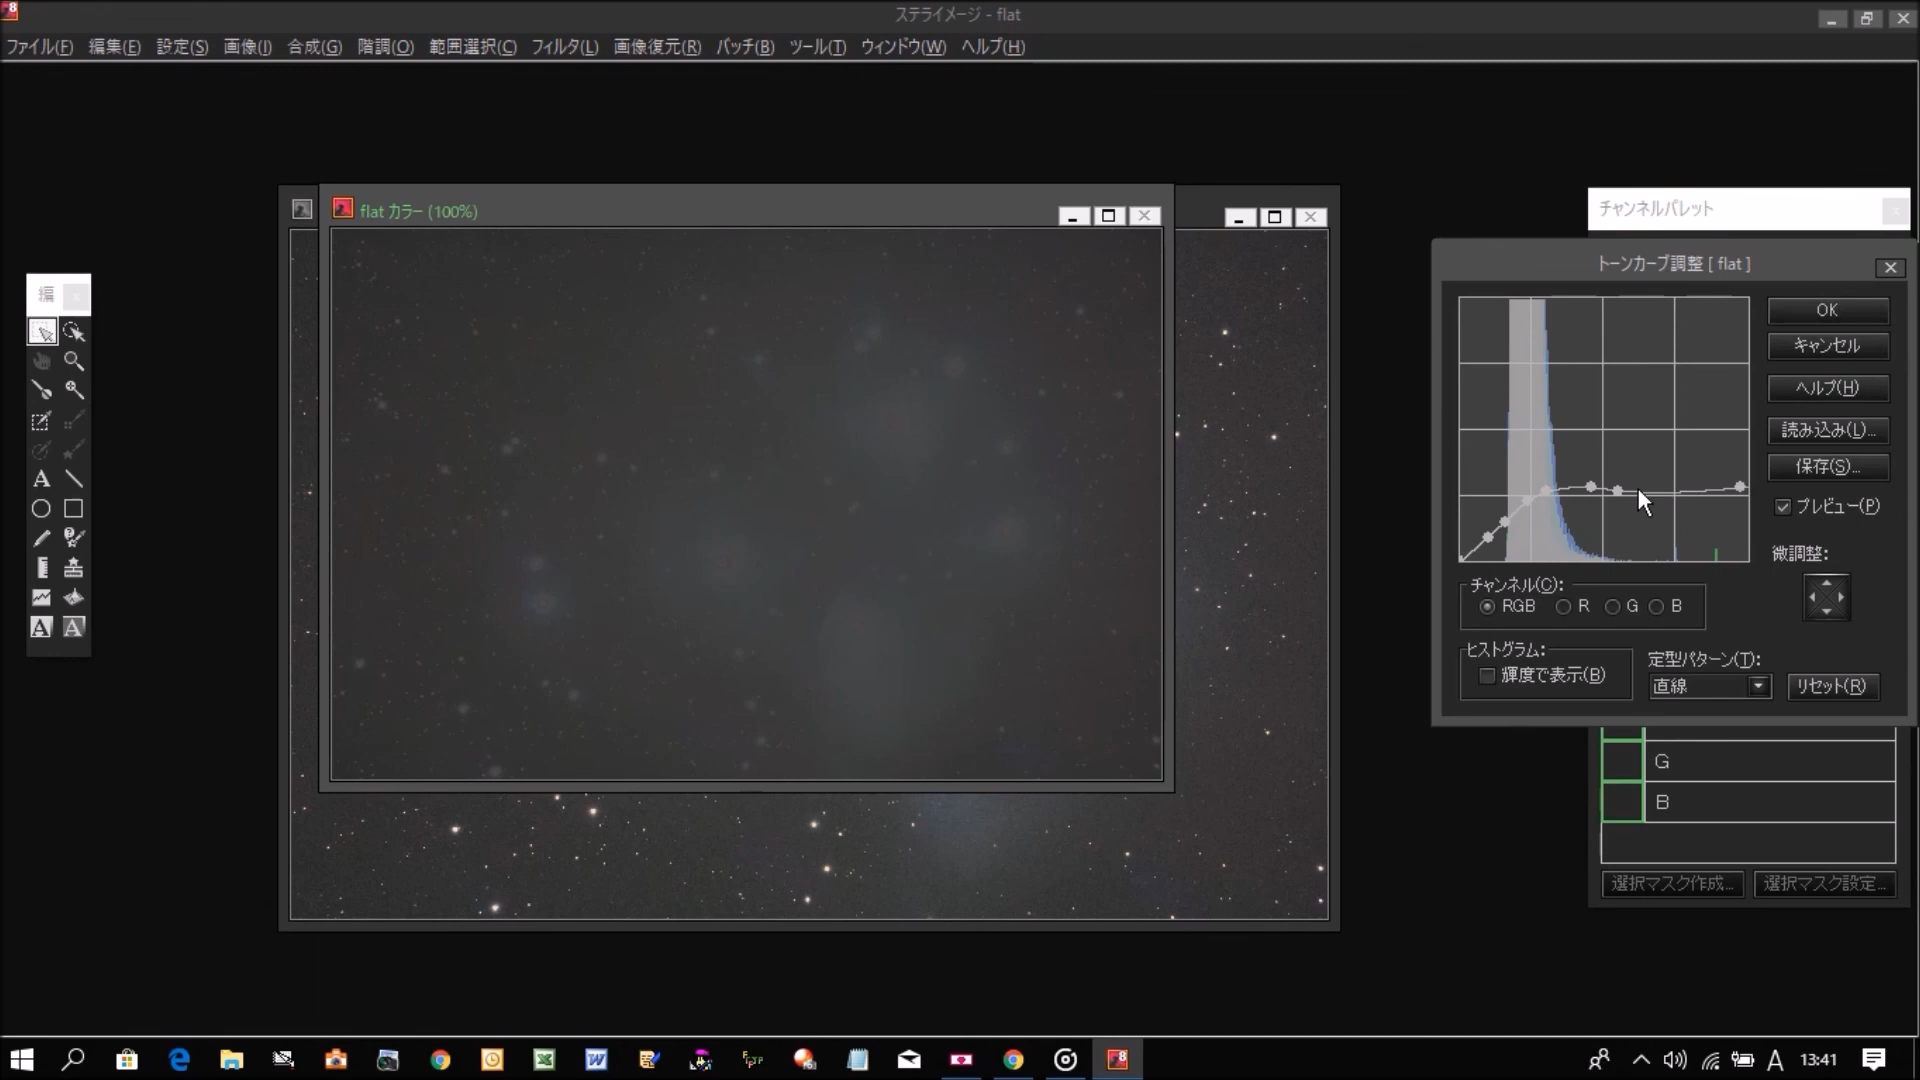 ステライメージ - flat
ファイル(F) 編集(E) 設定(S) 画像(I) 合成(G) 階調(O) 範囲選択(C) フィルタ(L) 画像復元(R) バッチ(B) ツール(T) ウィンドウ(W) ヘルプ(H)
flat カラー (100%)
編
チャンネルパレット
トーンカーブ調整 [ flat ]
OK
キャンセル
ヘルプ(H)
読み込み(L)...
保存(S)...
プレビュー(P)
微調整:
チャンネル(C):
RGB R G B
ヒストグラム:
輝度で表示(B)
定型パターン(T):
直線
リセット(R)
G
B
選択マスク作成... 選択マスク設定...
A 13:41